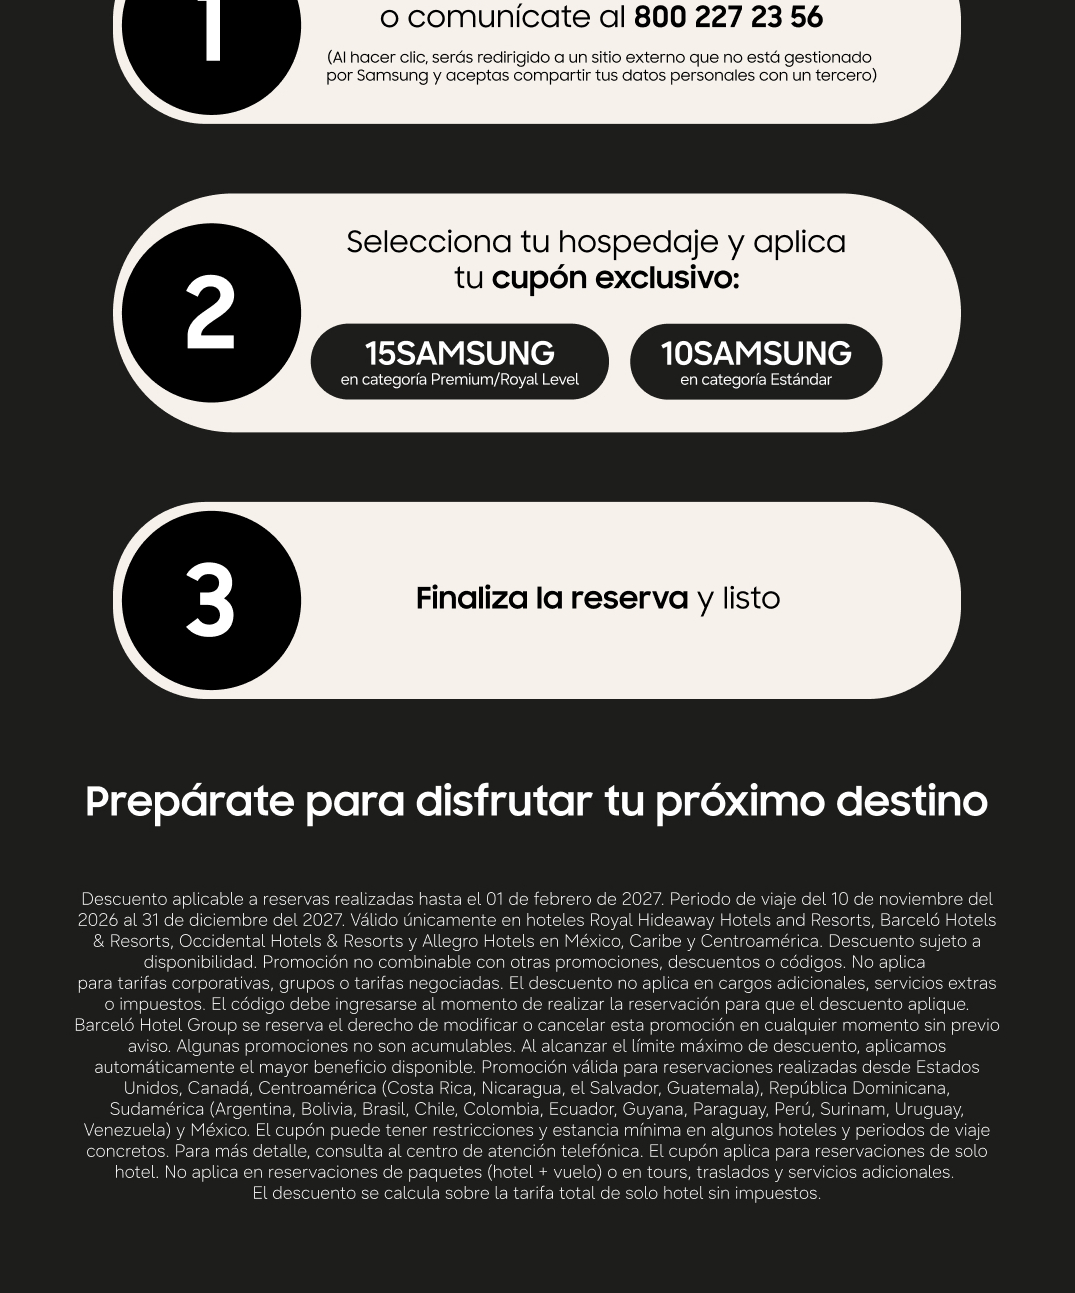 1
o comunícate al 800 227 23 56
(Al hacer clic, serás redirigido a un sitio externo que no está gestionado
por Samsung y aceptas compartir tus datos personales con un tercero)
2
Selecciona tu hospedaje y aplica
tu cupón exclusivo:
15SAMSUNG
en categoría Premium/Royal Level
10SAMSUNG
en categoría Estándar
3
Finaliza la reserva y listo
Prepárate para disfrutar tu próximo destino
Descuento aplicable a reservas realizadas hasta el 01 de febrero de 2027. Periodo de viaje del 10 de noviembre del
2026 al 31 de diciembre del 2027. Válido únicamente en hoteles Royal Hideaway Hotels and Resorts, Barceló Hotels
& Resorts, Occidental Hotels & Resorts y Allegro Hotels en México, Caribe y Centroamérica. Descuento sujeto a
disponibilidad. Promoción no combinable con otras promociones, descuentos o códigos. No aplica
para tarifas corporativas, grupos o tarifas negociadas. El descuento no aplica en cargos adicionales, servicios extras
o impuestos. El código debe ingresarse al momento de realizar la reservación para que el descuento aplique.
Barceló Hotel Group se reserva el derecho de modificar o cancelar esta promoción en cualquier momento sin previo
aviso. Algunas promociones no son acumulables. Al alcanzar el límite máximo de descuento, aplicamos
automáticamente el mayor beneficio disponible. Promoción válida para reservaciones realizadas desde Estados
Unidos, Canadá, Centroamérica (Costa Rica, Nicaragua, el Salvador, Guatemala), República Dominicana,
Sudamérica (Argentina, Bolivia, Brasil, Chile, Colombia, Ecuador, Guyana, Paraguay, Perú, Surinam, Uruguay,
Venezuela) y México. El cupón puede tener restricciones y estancia mínima en algunos hoteles y periodos de viaje
concretos. Para más detalle, consulta al centro de atención telefónica. El cupón aplica para reservaciones de solo
hotel. No aplica en reservaciones de paquetes (hotel + vuelo) o en tours, traslados y servicios adicionales.
El descuento se calcula sobre la tarifa total de solo hotel sin impuestos.